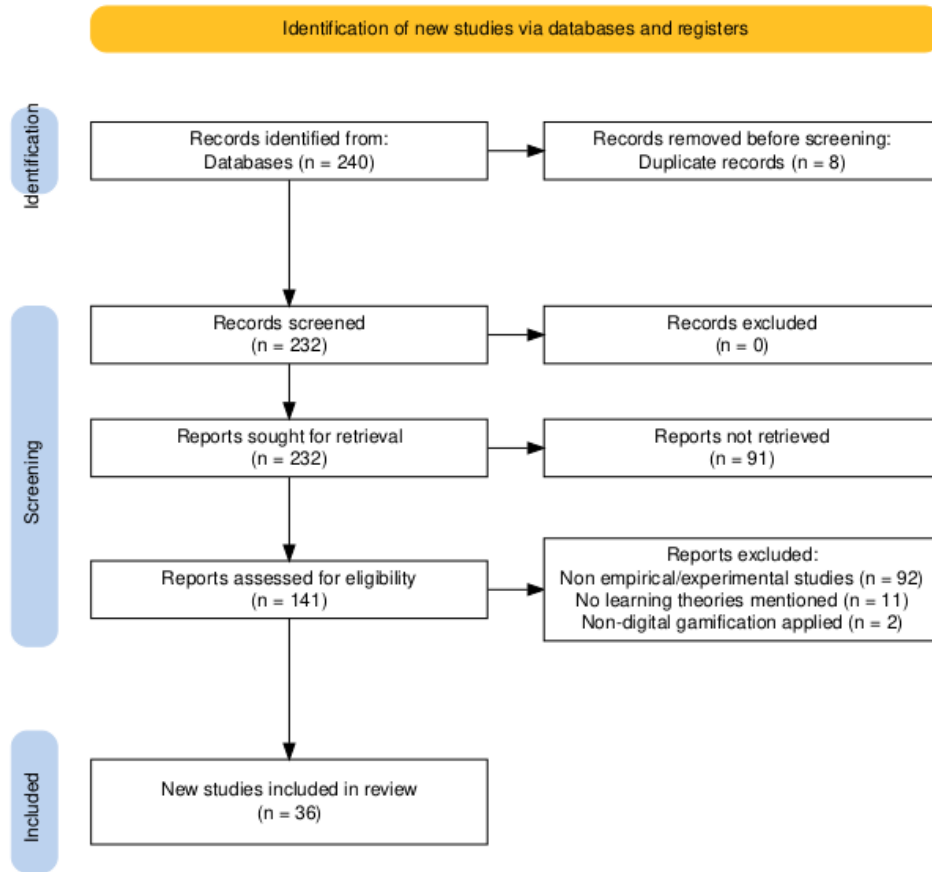 Identification of new studies via databases and registers
Identification
Records identified from:
Databases (n = 240)
Records removed before screening:
Duplicate records (n = 8)
Screening
Records screened
(n = 232)
Records excluded
(n = 0)
Reports sought for retrieval
(n = 232)
Reports not retrieved
(n = 91)
Reports assessed for eligibility
(n = 141)
Reports excluded:
Non empirical/experimental studies (n = 92)
No learning theories mentioned (n = 11)
Non-digital gamification applied (n = 2)
Included
New studies included in review
(n = 36)